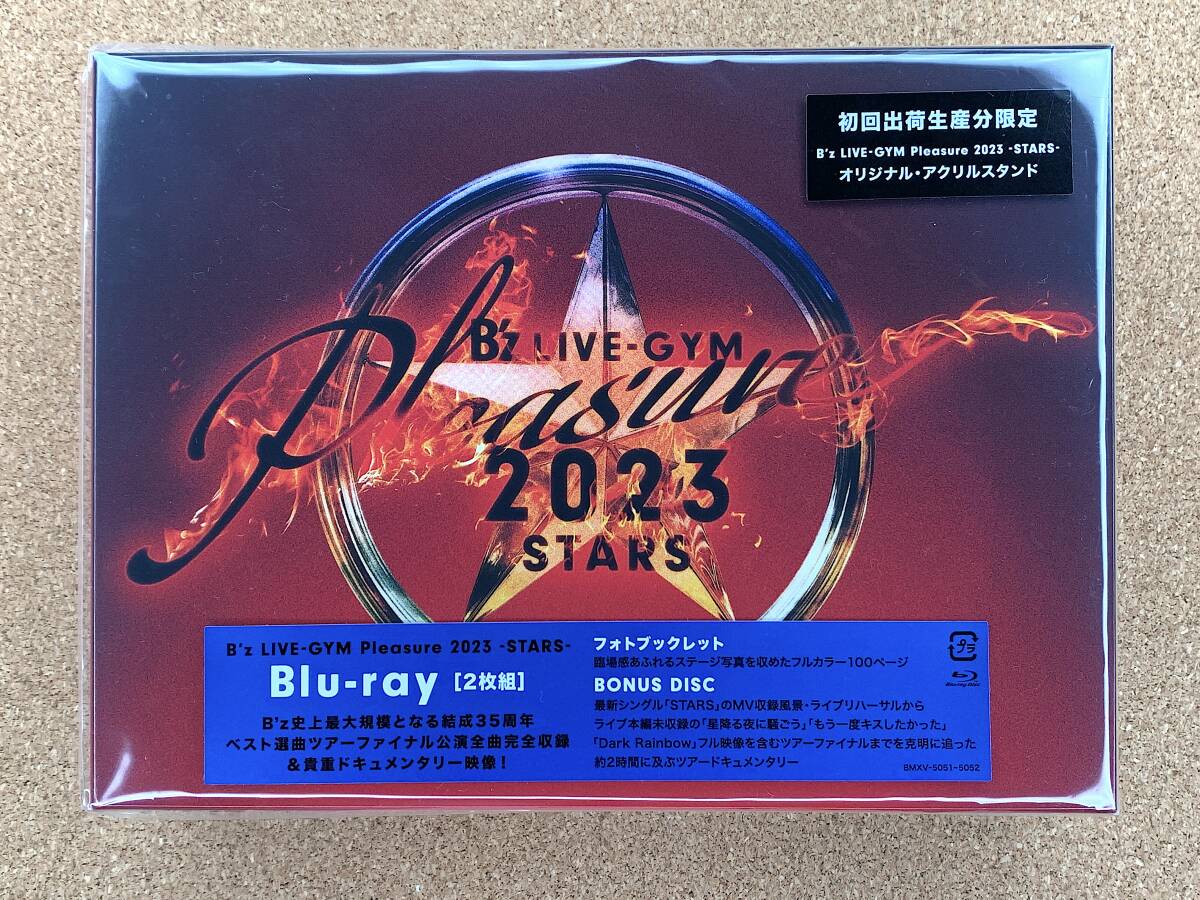 初回出荷生産分限定
B'z LIVE-GYM Pleasure 2023 -STARS-
オリジナル・アクリルスタンド
B'z LIVE-GYM
Pleasure
2023
STARS
B'z LIVE-GYM Pleasure 2023 -STARS-
Blu-ray [2枚組]
B'z史上最大規模となる結成35周年
ベスト選曲ツアーファイナル公演全曲完全収録
&貴重ドキュメンタリー映像!
フォトブックレット
臨場感あふれるステージ写真を収めたフルカラー100ページ
BONUS DISC
最新シングル「STARS」のMV収録風景・ライブリハーサルから
ライブ本編未収録の「星降る夜に騒ごう」「もう一度キスしたかった」
「Dark Rainbow」フル映像を含むツアーファイナルまでを克明に追った
約2時間に及ぶツアードキュメンタリー
プラ
Blu-ray Disc
BMXV-5051~5052